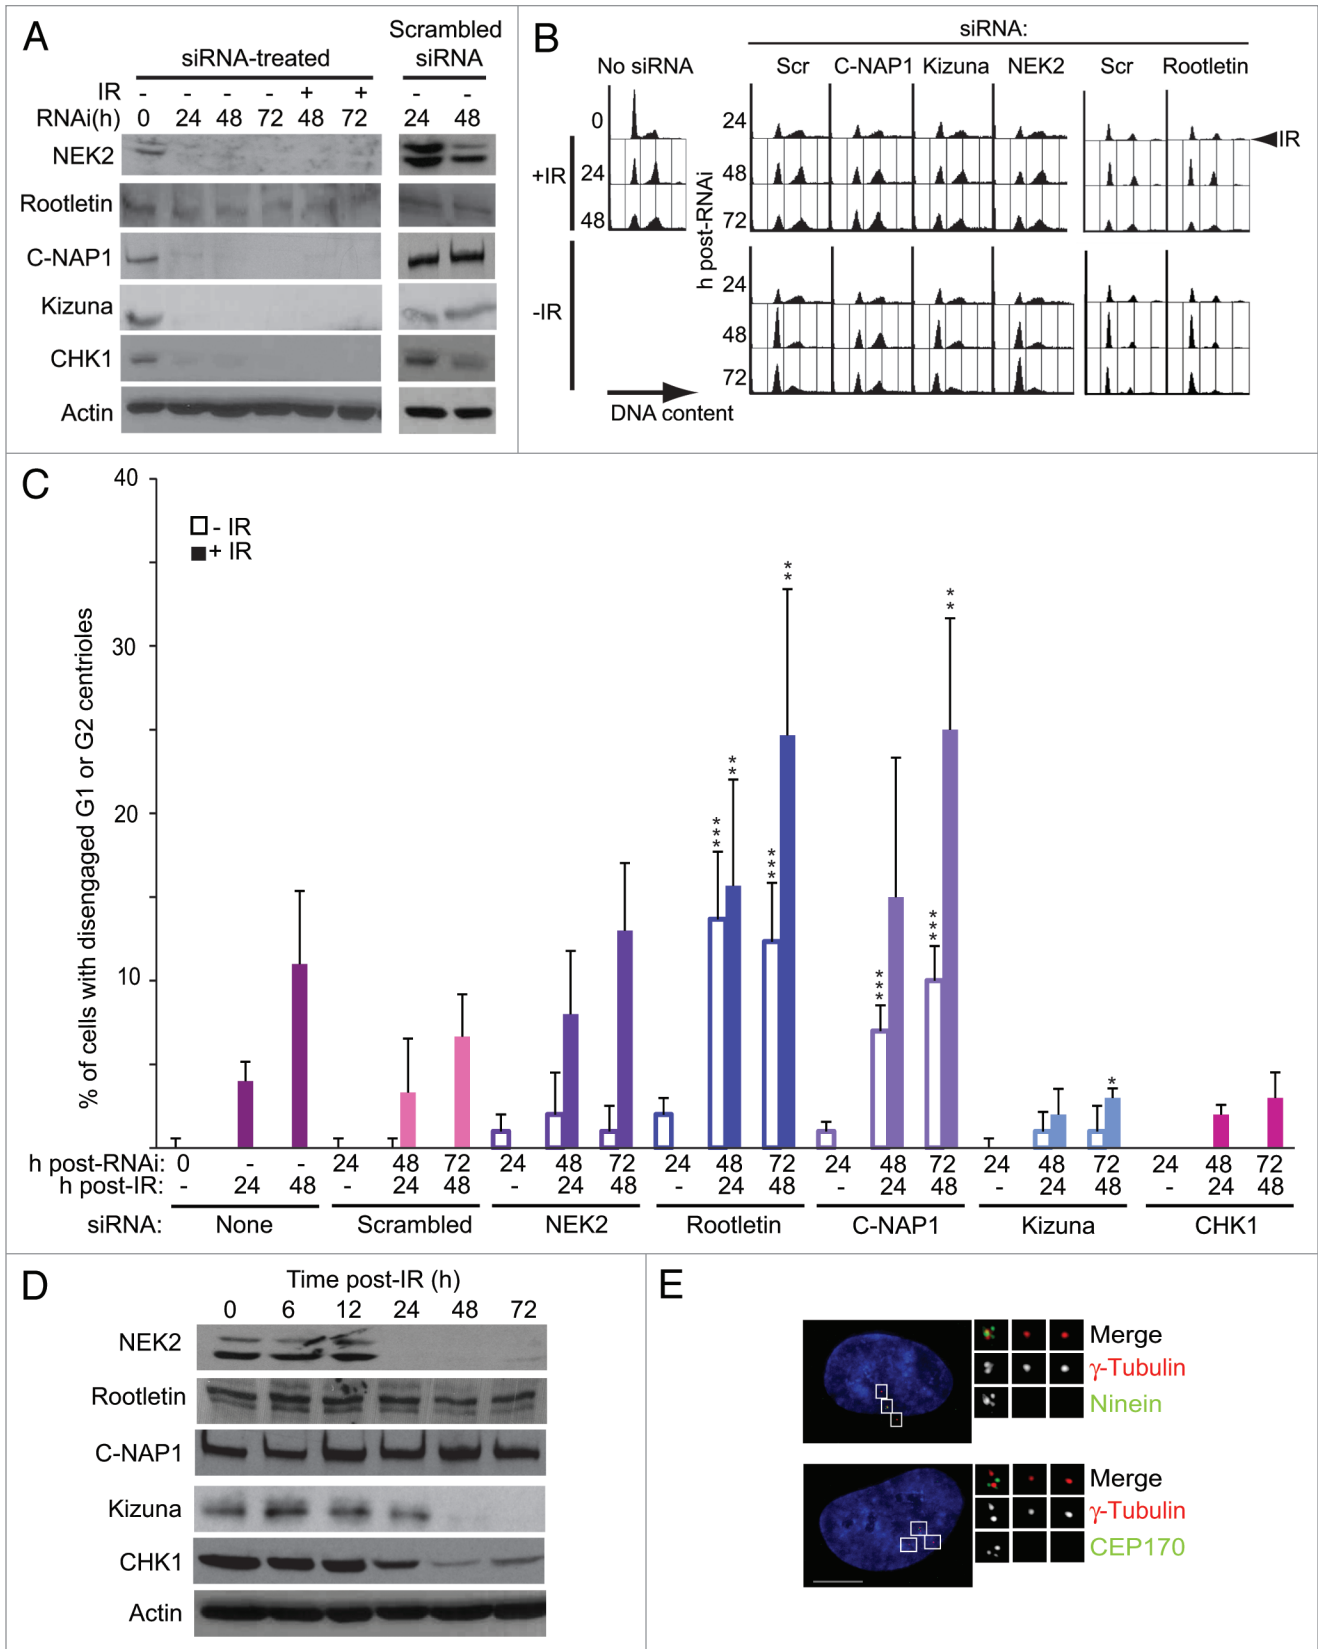 A
siRNA-treated
Scrambled
siRNA
IR - - - - + + - -
RNAi(h) 0 24 48 72 48 72 24 48
NEK2
Rootletin
C-NAP1
Kizuna
CHK1
Actin
B
siRNA:
No siRNA Scr C-NAP1 Kizuna NEK2 Scr Rootletin
0
+IR 24
48
-IR
h post-RNAi
24
48
72
24
48
72
IR
DNA content
C
% of cells with disengaged G1 or G2 centrioles
40
30
20
10
- IR
+ IR
*** ** *** ** *** *** ** *
h post-RNAi: 0 - - 24 48 72 24 48 72 24 48 72 24 48 72 24 48 72 24 48 72
h post-IR: - 24 48 - 24 48 - 24 48 - 24 48 - 24 48 - 24 48 - 24 48
siRNA: None Scrambled NEK2 Rootletin C-NAP1 Kizuna CHK1
D
Time post-IR (h)
0 6 12 24 48 72
NEK2
Rootletin
C-NAP1
Kizuna
CHK1
Actin
E
Merge
γ-Tubulin
Ninein
Merge
γ-Tubulin
CEP170